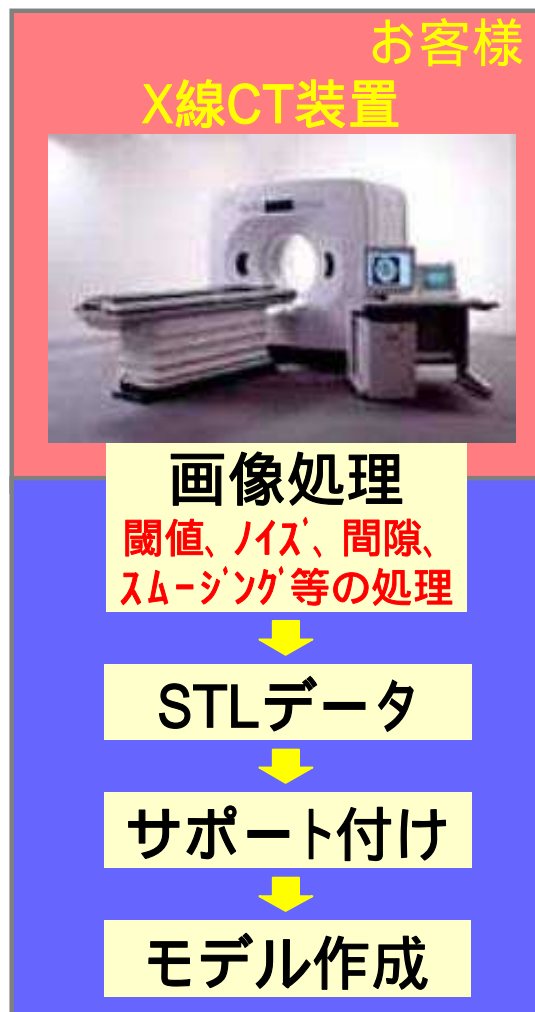 お客様
X線CT装置
画像処理
閾値、ﾉｲｽﾞ、間隙、
ｽﾑｰｼﾞﾝｸﾞ等の処理
STLデータ
サポート付け
モデル作成